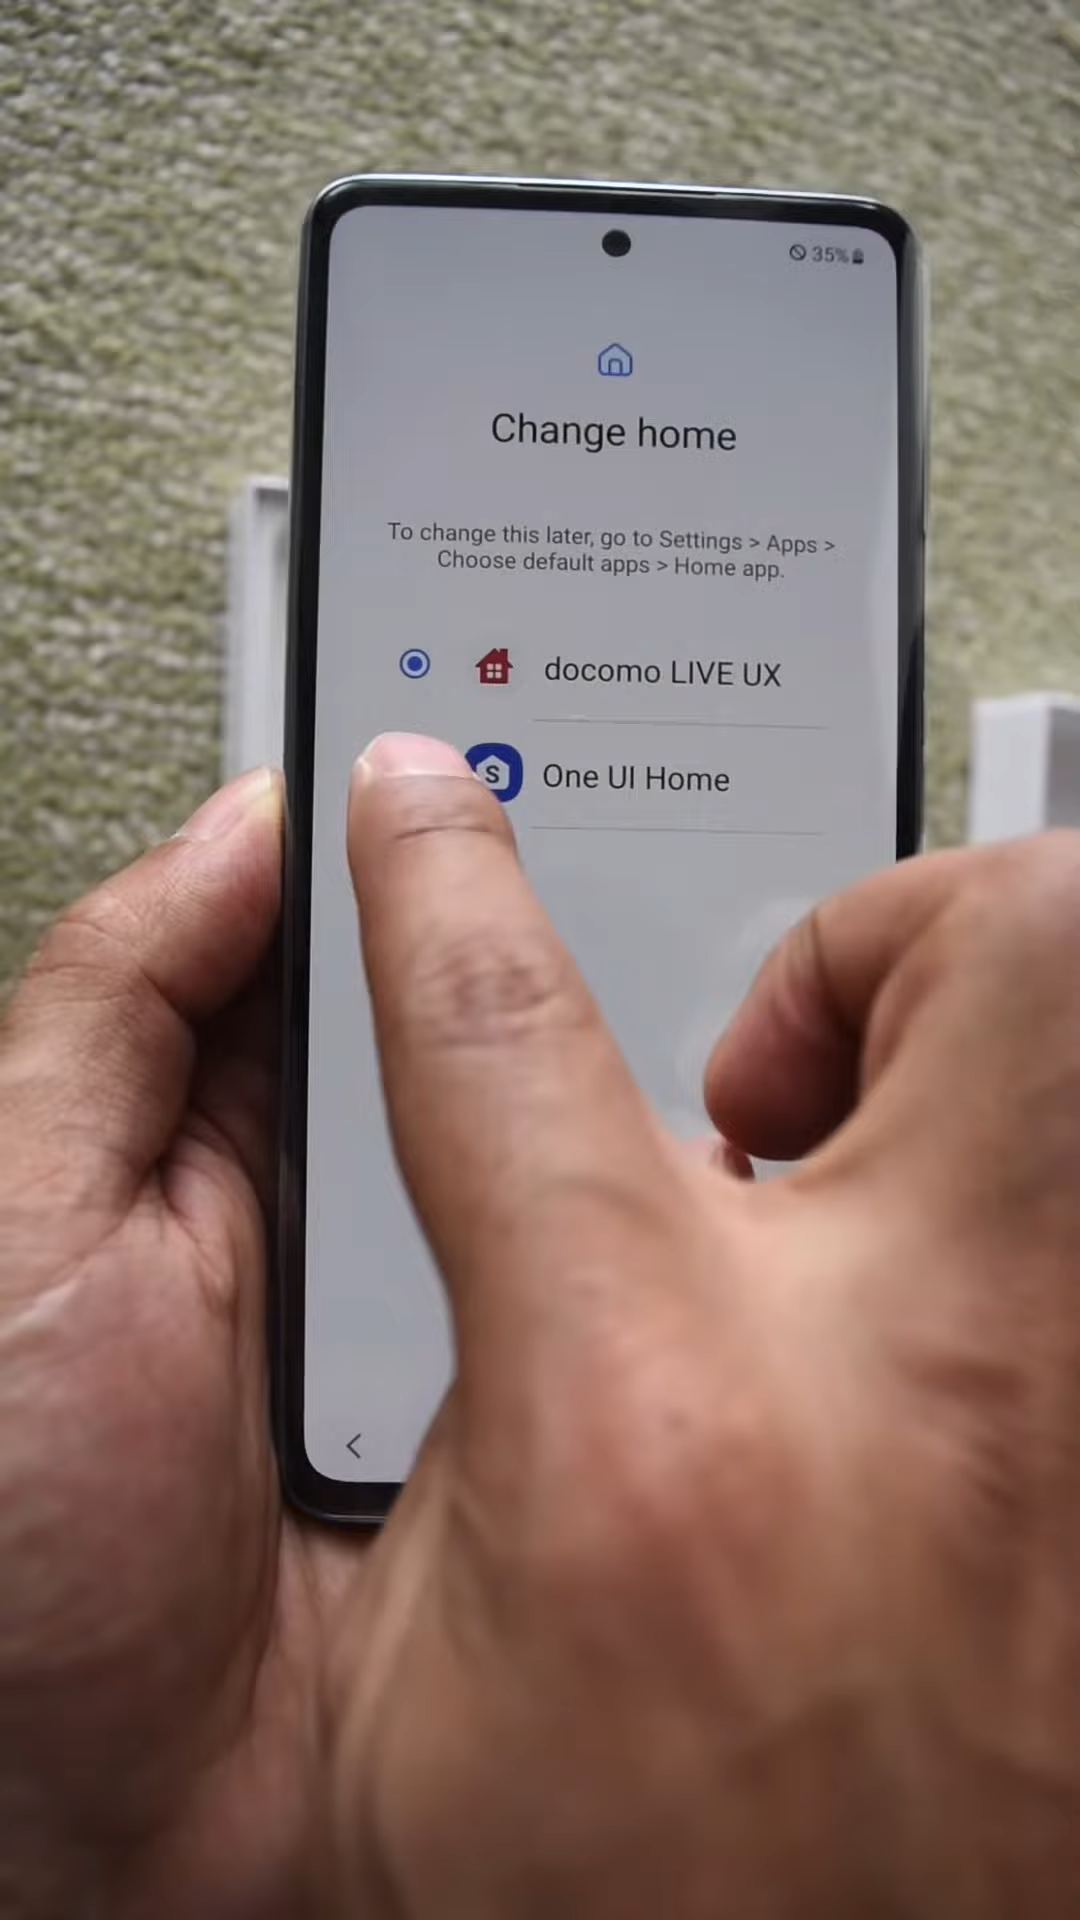 35%
Change home
To change this later, go to Settings > Apps >
Choose default apps > Home app.
docomo LIVE UX
S
One UI Home